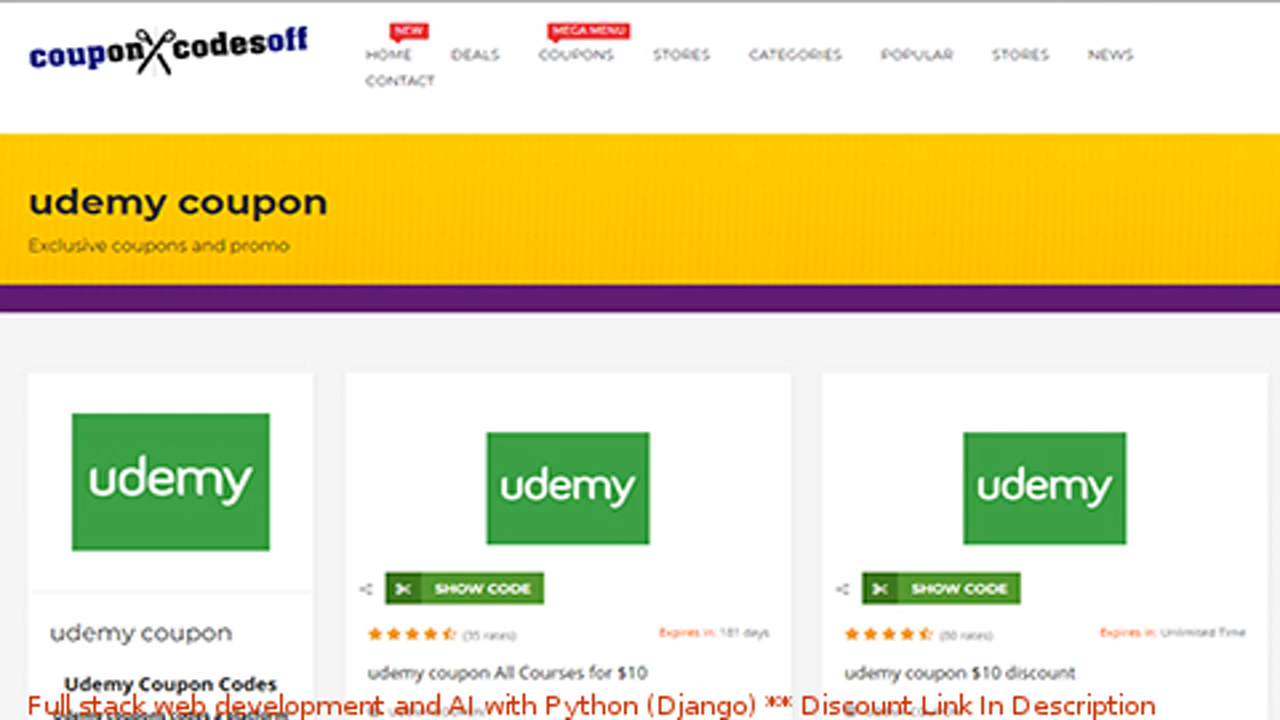 couponcodesoff
NEW
MEGA MENU
HOME DEALS COUPONS STORES CATEGORIES POPULAR STORES NEWS
CONTACT
udemy coupon
Exclusive coupons and promo
udemy
udemy
udemy
SHOW CODE
SHOW CODE
(35 rates) Expires in: 181 days
(80 rates) Expires in: Unlimited Time
udemy coupon
udemy coupon All Courses for $10
udemy coupon $10 discount
Udemy Coupon Codes
Full stack web development and AI with Python (Django) ** Discount Link In Description